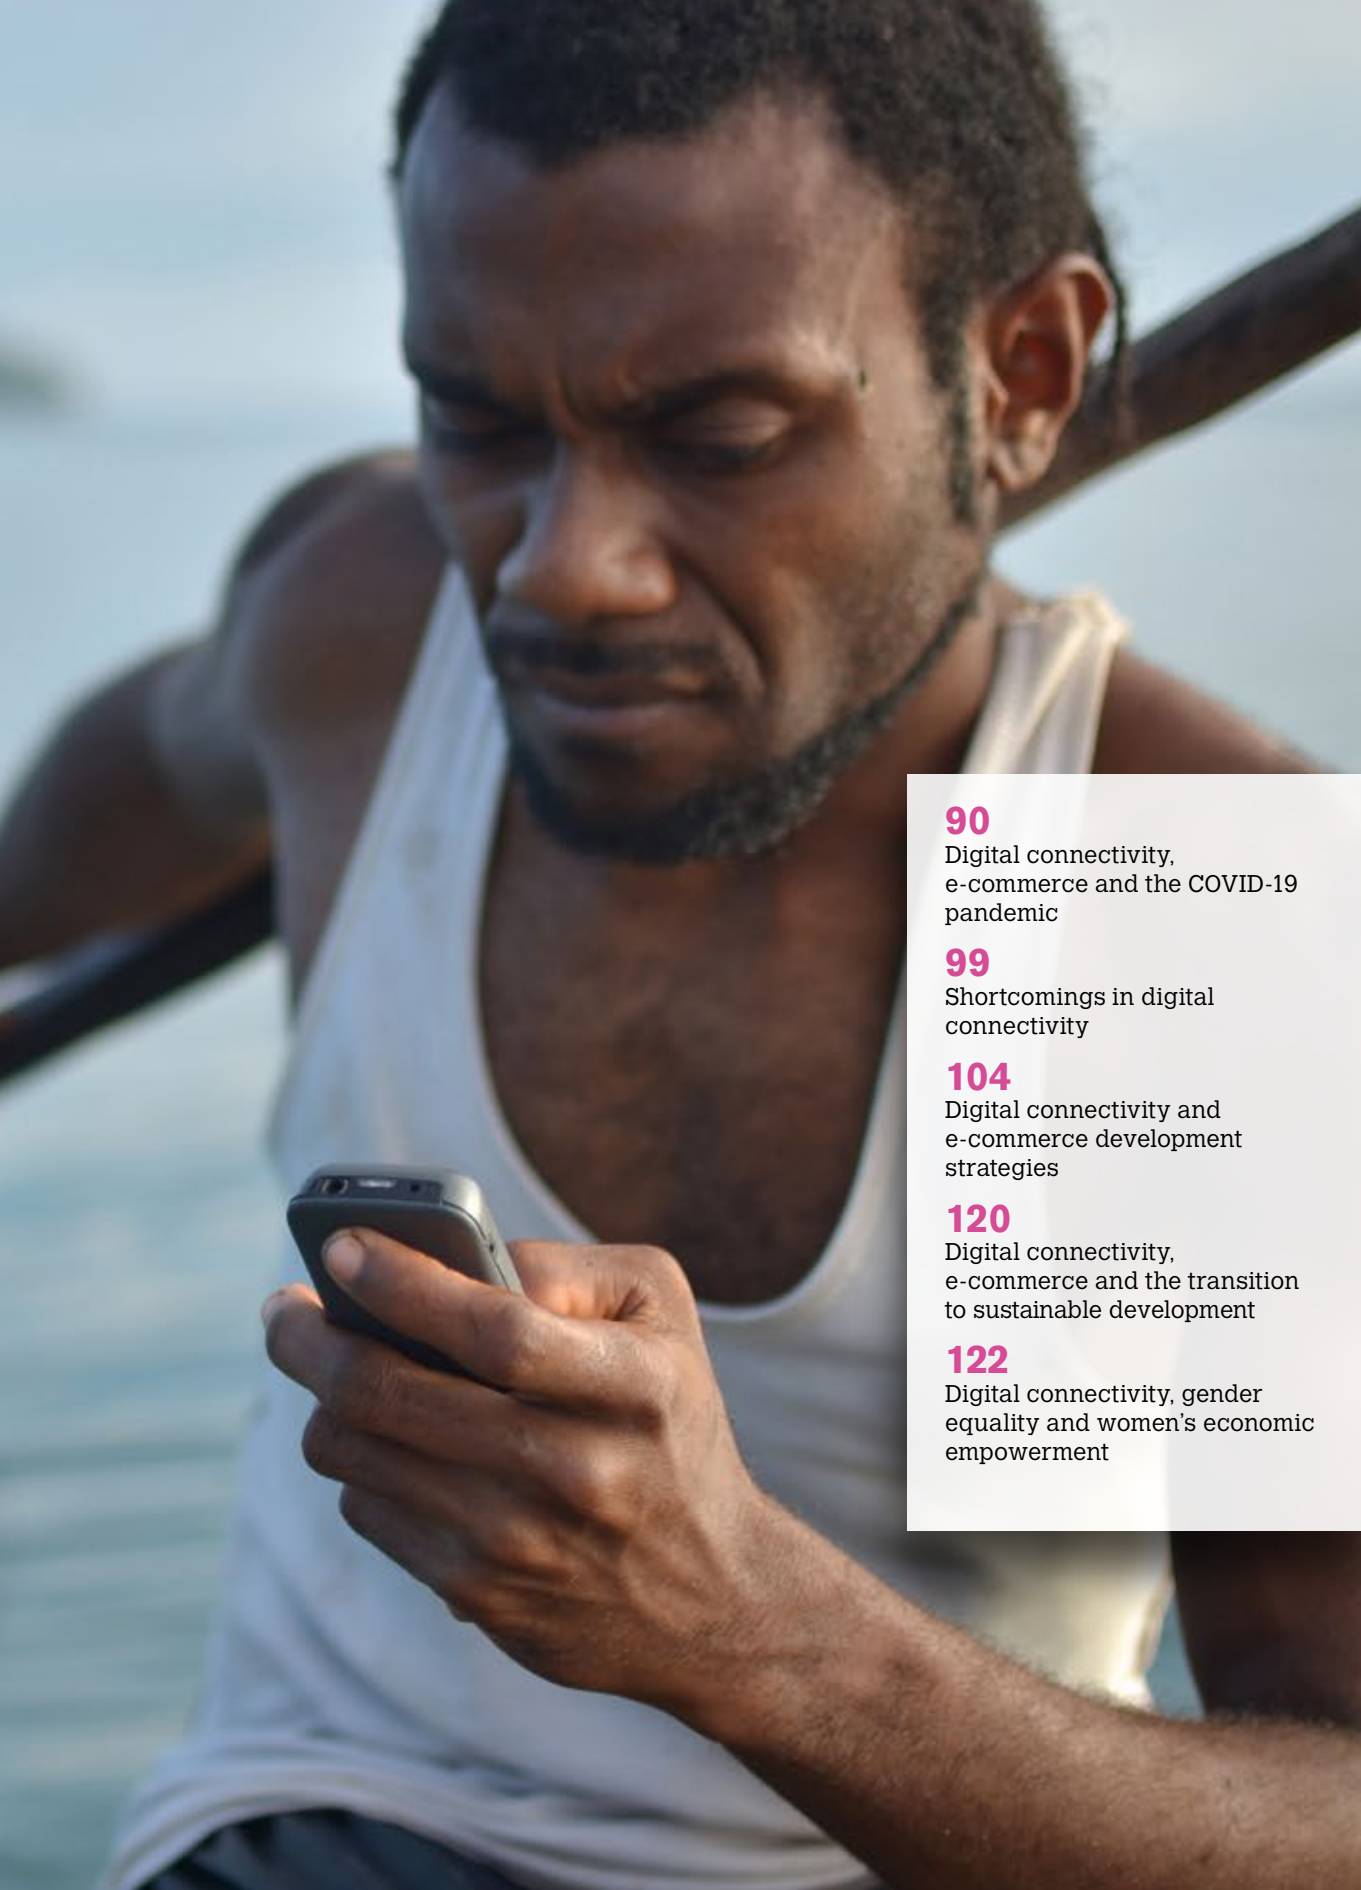 90
Digital connectivity,
e-commerce and the COVID-19
pandemic
99
Shortcomings in digital
connectivity
104
Digital connectivity and
e-commerce development
strategies
120
Digital connectivity,
e-commerce and the transition
to sustainable development
122
Digital connectivity, gender
equality and women’s economic
empowerment